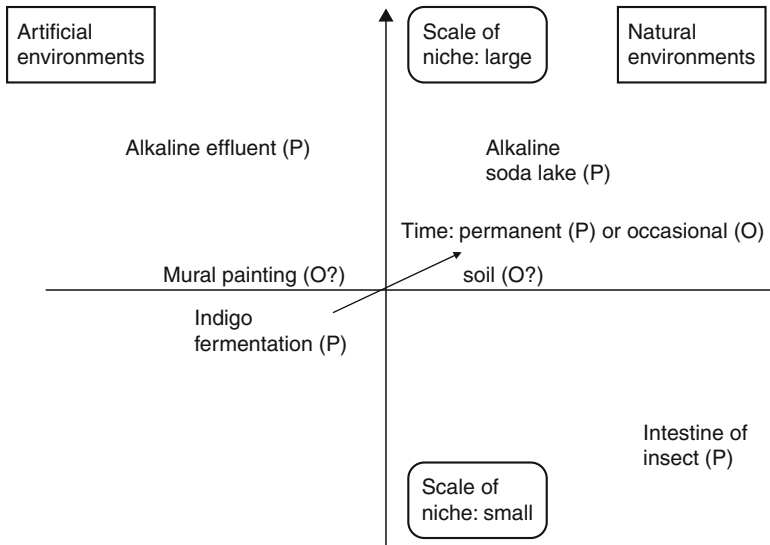 Artificial
environments
Scale of
niche: large
Natural
environments
Alkaline effluent (P)
Alkaline
soda lake (P)
Time: permanent (P) or occasional (O)
Mural painting (O?)
soil (O?)
Indigo
fermentation (P)
Intestine of
insect (P)
Scale of
niche: small